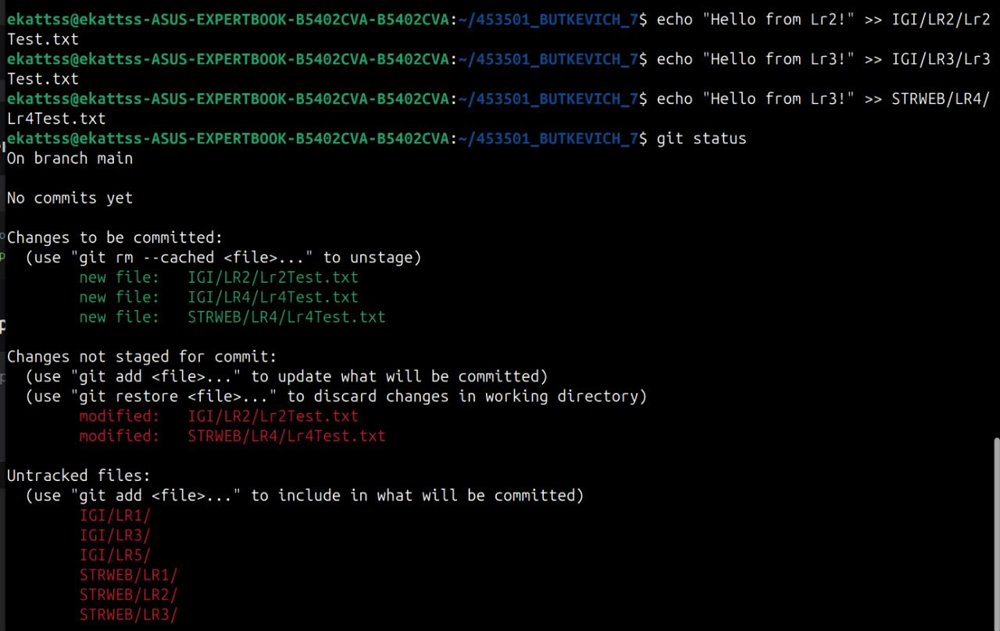 ekattss@ekattss-ASUS-EXPERTBOOK-B5402CVA-B5402CVA:~/453501_BUTKEVICH_7$ echo "Hello from Lr2!" >> IGI/LR2/Lr2
Test.txt
ekattss@ekattss-ASUS-EXPERTBOOK-B5402CVA-B5402CVA:~/453501_BUTKEVICH_7$ echo "Hello from Lr3!" >> IGI/LR3/Lr3
Test.txt
ekattss@ekattss-ASUS-EXPERTBOOK-B5402CVA-B5402CVA:~/453501_BUTKEVICH_7$ echo "Hello from Lr3!" >> STRWEB/LR4/
Lr4Test.txt
ekattss@ekattss-ASUS-EXPERTBOOK-B5402CVA-B5402CVA:~/453501_BUTKEVICH_7$ git status
On branch main
No commits yet
Changes to be committed:
  (use "git rm --cached <file>..." to unstage)
        new file:   IGI/LR2/Lr2Test.txt
        new file:   IGI/LR4/Lr4Test.txt
        new file:   STRWEB/LR4/Lr4Test.txt
Changes not staged for commit:
  (use "git add <file>..." to update what will be committed)
  (use "git restore <file>..." to discard changes in working directory)
        modified:   IGI/LR2/Lr2Test.txt
        modified:   STRWEB/LR4/Lr4Test.txt
Untracked files:
  (use "git add <file>..." to include in what will be committed)
        IGI/LR1/
        IGI/LR3/
        IGI/LR5/
        STRWEB/LR1/
        STRWEB/LR2/
        STRWEB/LR3/